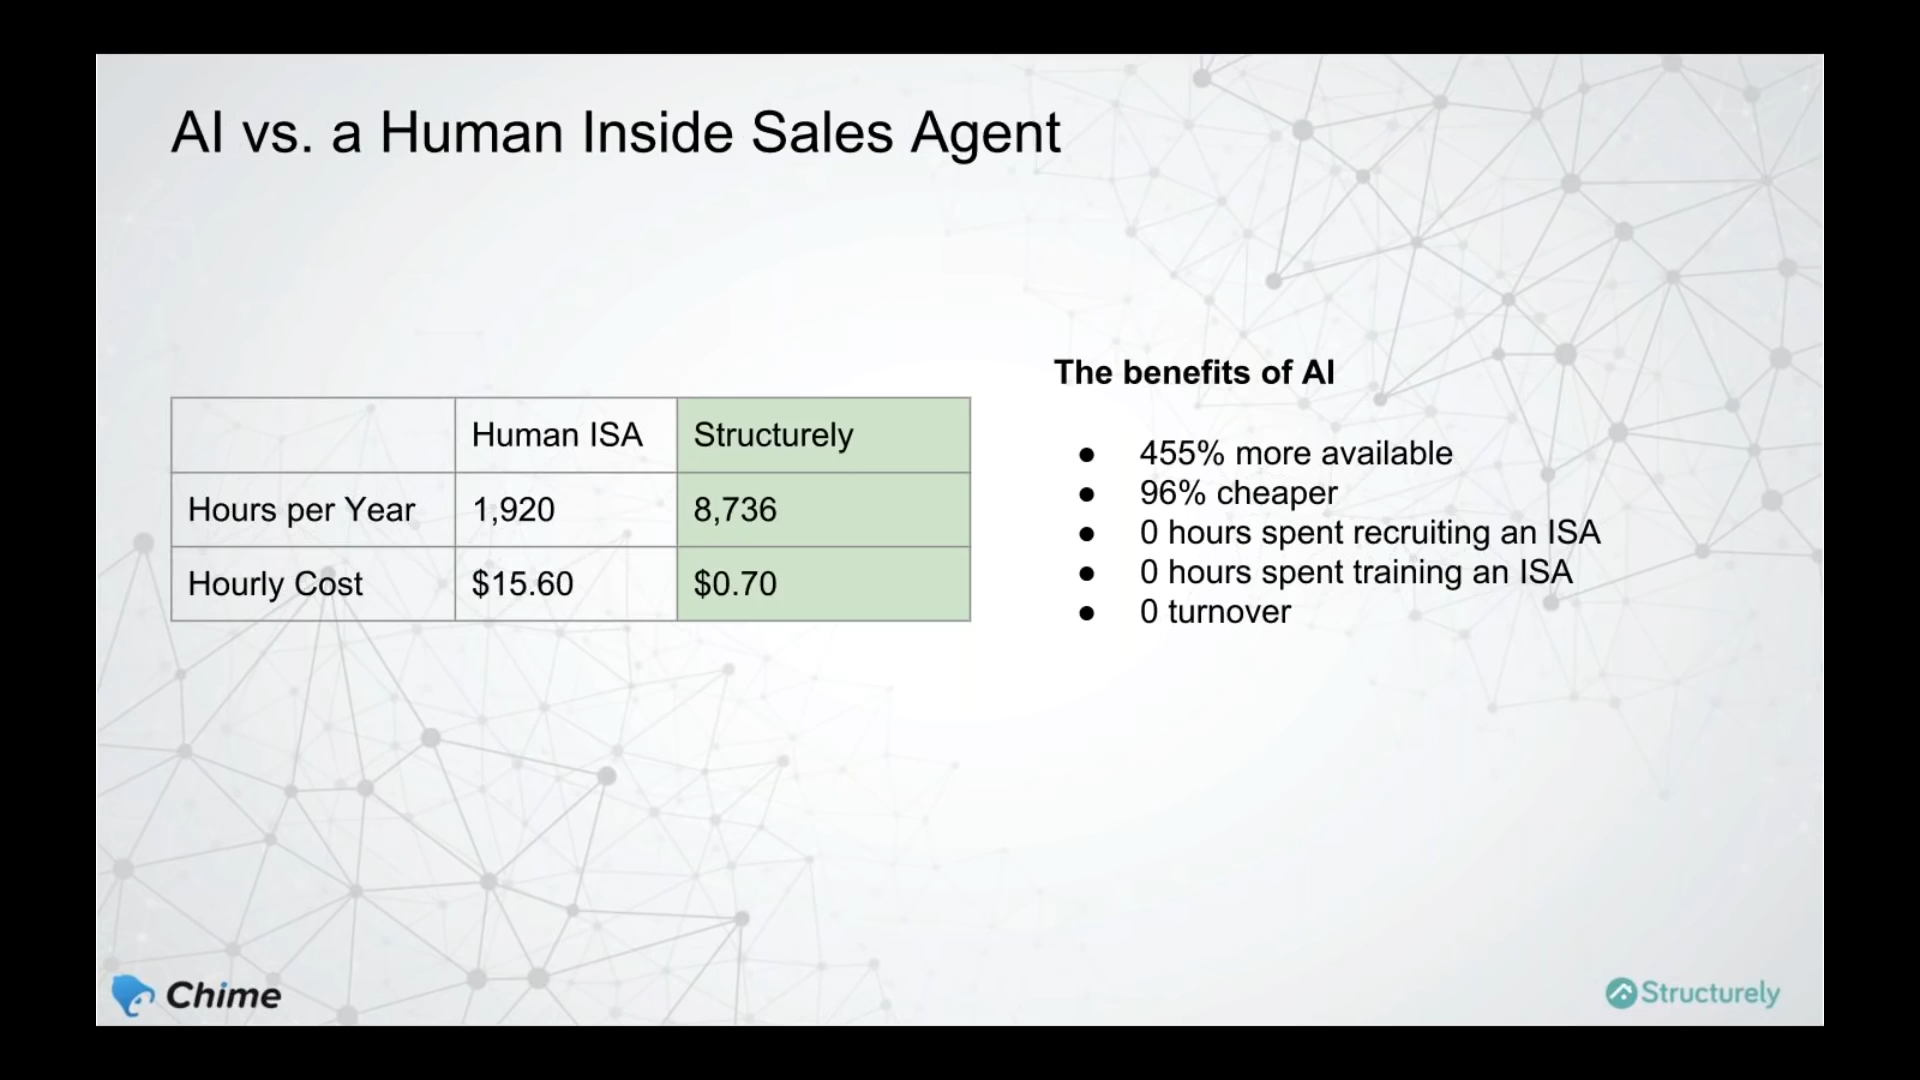 AI vs. a Human Inside Sales Agent
Human ISA Structurely
Hours per Year 1,920 8,736
Hourly Cost $15.60 $0.70
The benefits of AI
● 455% more available
● 96% cheaper
● 0 hours spent recruiting an ISA
● 0 hours spent training an ISA
● 0 turnover
Chime
Structurely